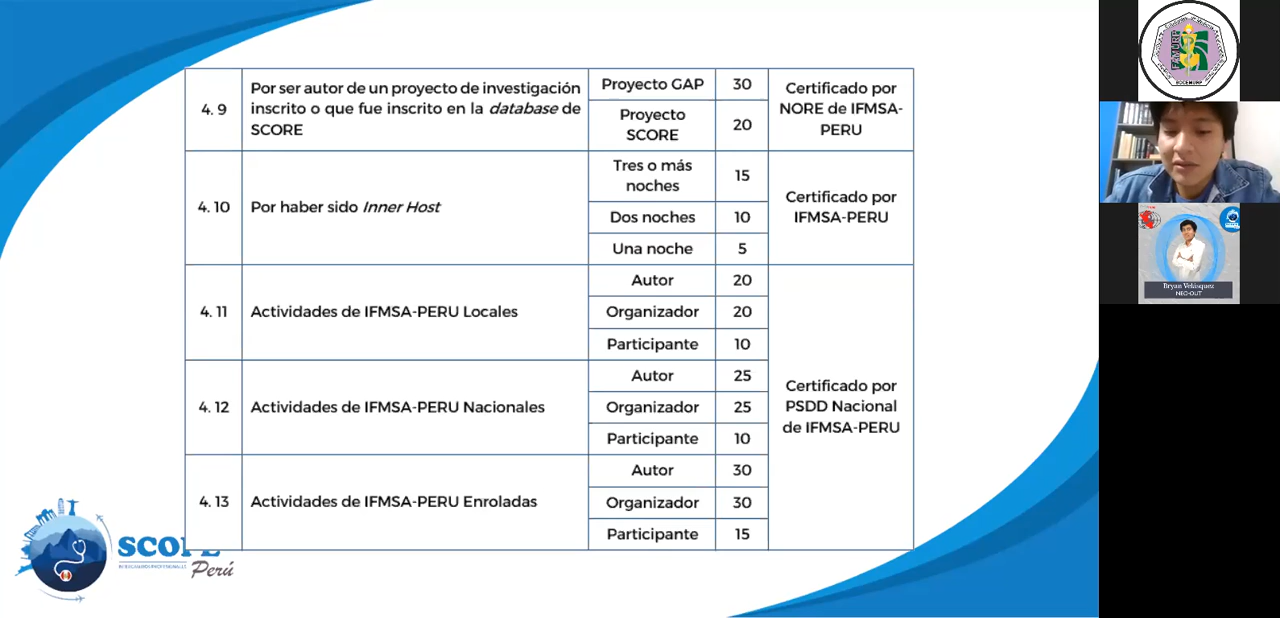 4. 9
Por ser autor de un proyecto de investigación
inscrito o que fue inscrito en la database de
SCORE
Proyecto GAP
30
Proyecto
SCORE
20
Certificado por
NORE de IFMSA-
PERU
4. 10
Por haber sido Inner Host
Tres o más
noches
15
Dos noches
10
Una noche
5
Certificado por
IFMSA-PERU
4. 11
Actividades de IFMSA-PERU Locales
Autor
20
Organizador
20
Participante
10
4. 12
Actividades de IFMSA-PERU Nacionales
Autor
25
Organizador
25
Participante
10
4. 13
Actividades de IFMSA-PERU Enroladas
Autor
30
Organizador
30
Participante
15
Certificado por
PSDD Nacional
de IFMSA-PERU
Perú
SOCEMURP
Bryan Velásquez
NEO-OUT